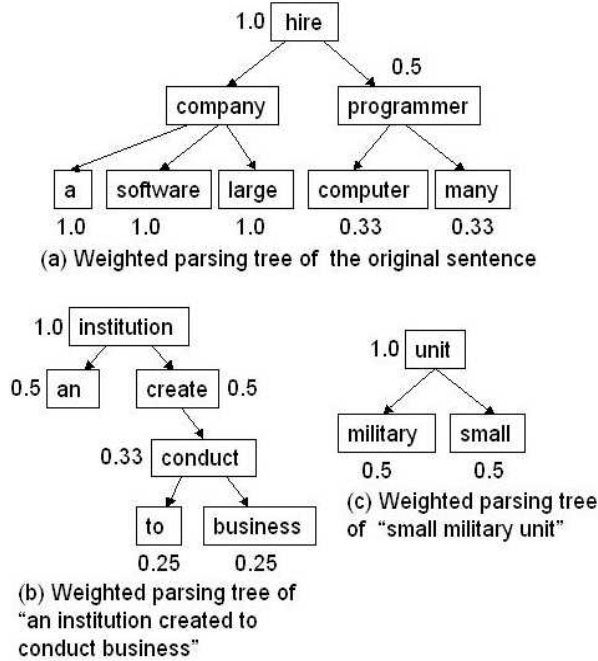 1.0 hire
0.5
company programmer
a software large computer many
1.0 1.0 1.0 0.33 0.33
(a) Weighted parsing tree of the original sentence
1.0 institution
0.5 an create 0.5
0.33 conduct
to business
0.25 0.25
(b) Weighted parsing tree of
“an institution created to
conduct business”
1.0 unit
military small
0.5 0.5
(c) Weighted parsing tree
of “small military unit”